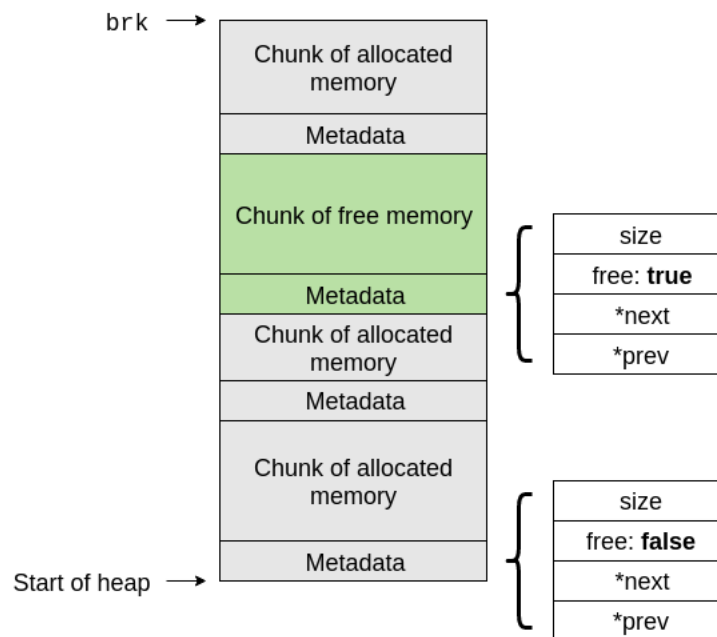 brk
Chunk of allocated
memory
Metadata
Chunk of free memory
Metadata
Chunk of allocated
memory
Metadata
Chunk of allocated
memory
Metadata
Start of heap
size
free: true
*next
*prev
size
free: false
*next
*prev